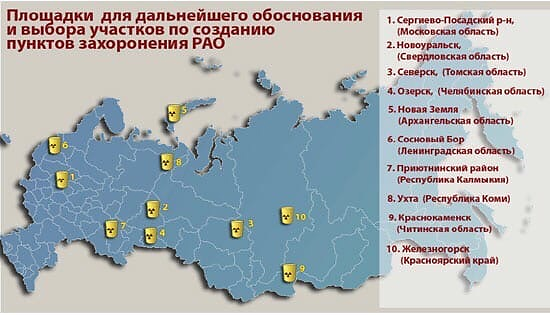 Площадки для дальнейшего обоснования
и выбора участков по созданию
пунктов захоронения РАО
1. Сергиево-Посадский р-н,
(Московская область)
2. Новоуральск,
(Свердловская область)
3. Северск, (Томская область)
4. Озерск, (Челябинская область)
5. Новая Земля
(Архангельская область)
6. Сосновый Бор
(Ленинградская область)
7. Приютнинский район
(Республика Калмыкия)
8. Ухта (Республика Коми)
9. Краснокаменск
(Читинская область)
10. Железногорск
(Красноярский край)
5
6
8
1
2
10
7
4
3
9